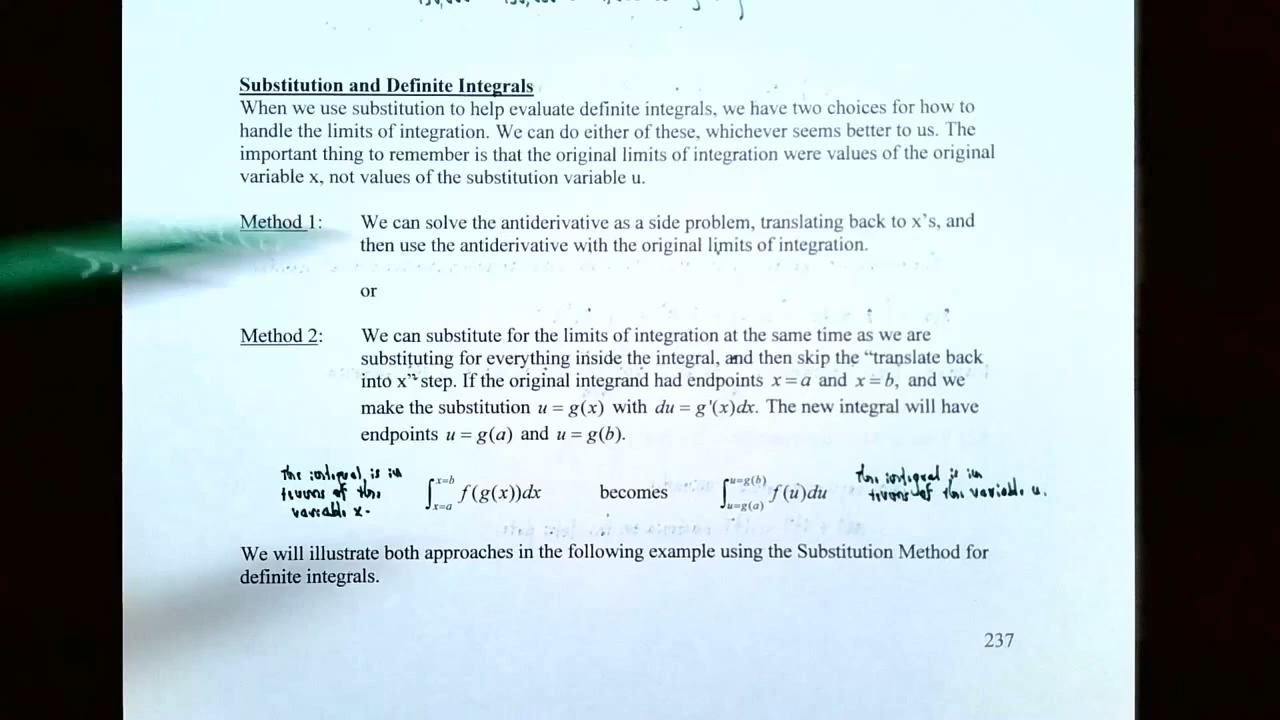 Substitution and Definite Integrals
When we use substitution to help evaluate definite integrals, we have two choices for how to
handle the limits of integration. We can do either of these, whichever seems better to us. The
important thing to remember is that the original limits of integration were values of the original
variable x, not values of the substitution variable u.
Method 1: We can solve the antiderivative as a side problem, translating back to x's, and
then use the antiderivative with the original limits of integration.
or
Method 2: We can substitute for the limits of integration at the same time as we are
substituting for everything inside the integral, and then skip the "translate back
into x" step. If the original integrand had endpoints x = a and x = b, and we
make the substitution u = g(x) with du = g'(x)dx. The new integral will have
endpoints u = g(a) and u = g(b).
the integral is in
terms of the
variable x.
∫_{x=a}^{x=b} f(g(x))dx becomes ∫_{u=g(a)}^{u=g(b)} f(u)du
the integral is in
terms of the variable u.
We will illustrate both approaches in the following example using the Substitution Method for
definite integrals.
237